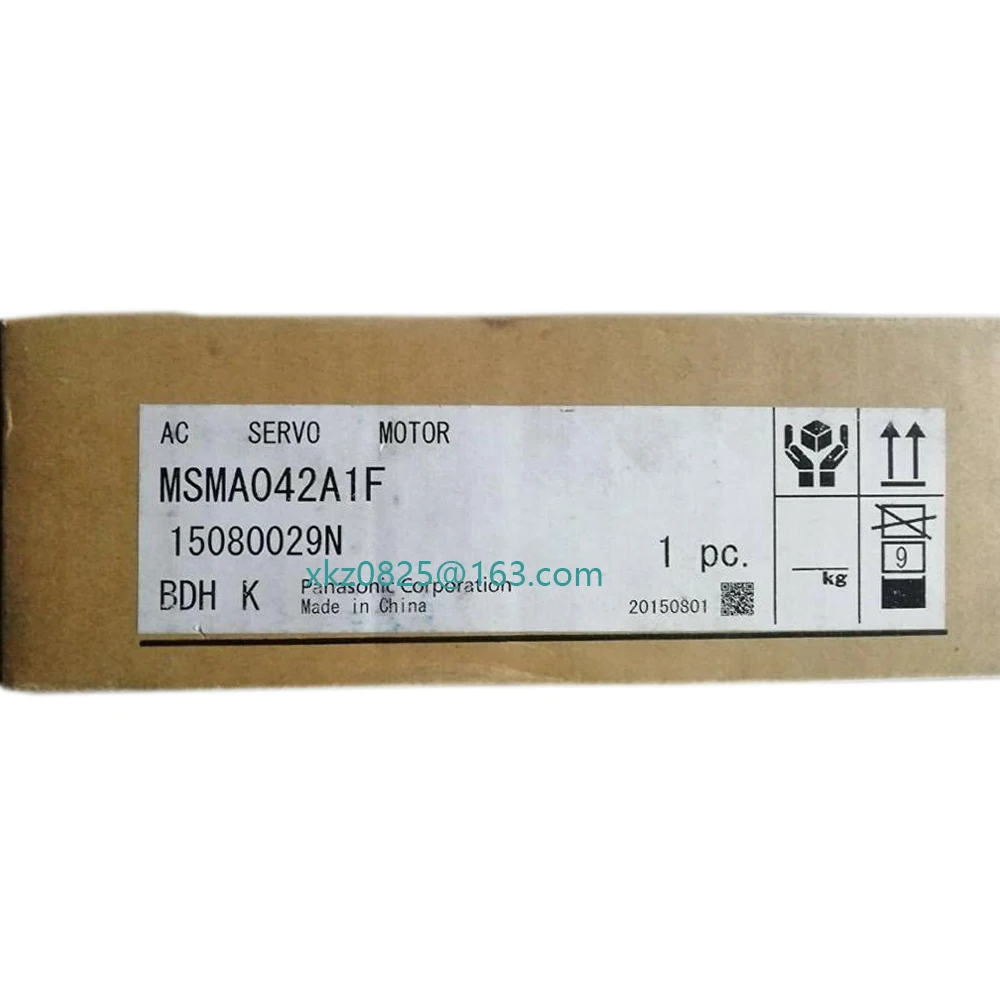 AC SERVO MOTOR
MSMA042A1F
15080029N
1 pc.
xkz0825@163.com
BDH K
Panasonic Corporation
Made in China
20150801
kg
9